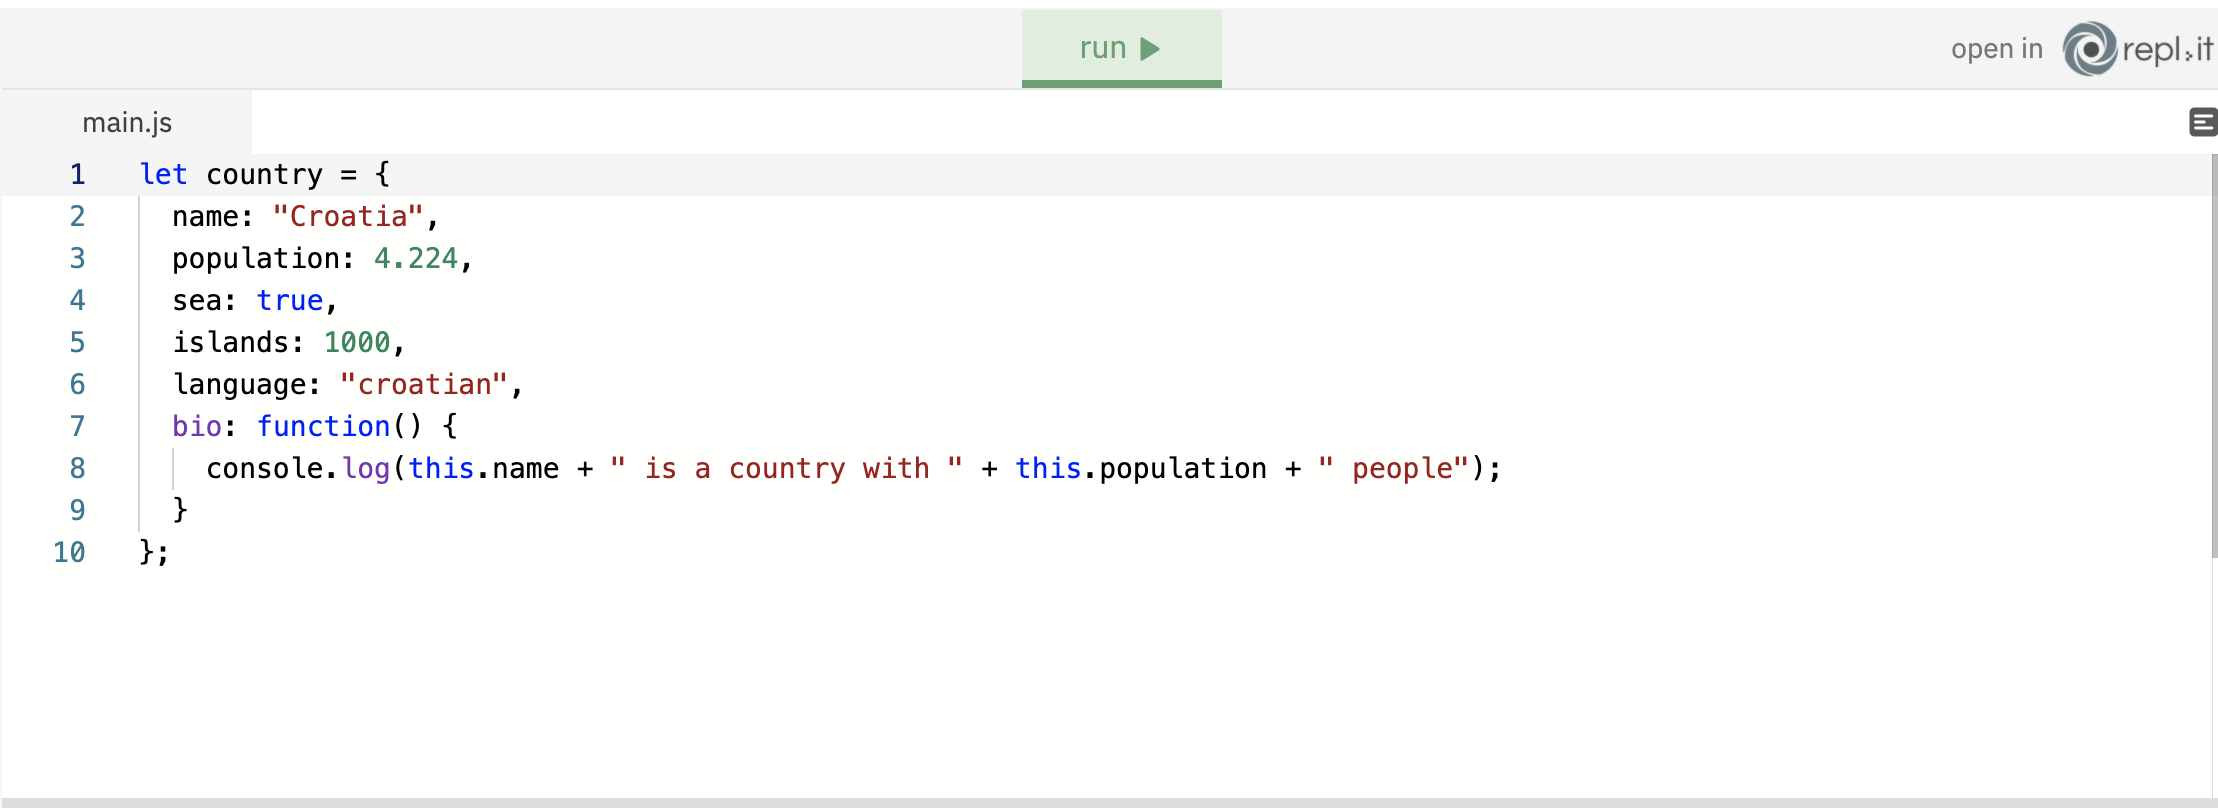 run
open in repl.it
main.js
1 let country = {
2   name: "Croatia",
3   population: 4.224,
4   sea: true,
5   islands: 1000,
6   language: "croatian",
7   bio: function() {
8     console.log(this.name + " is a country with " + this.population + " people");
9   }
10 };